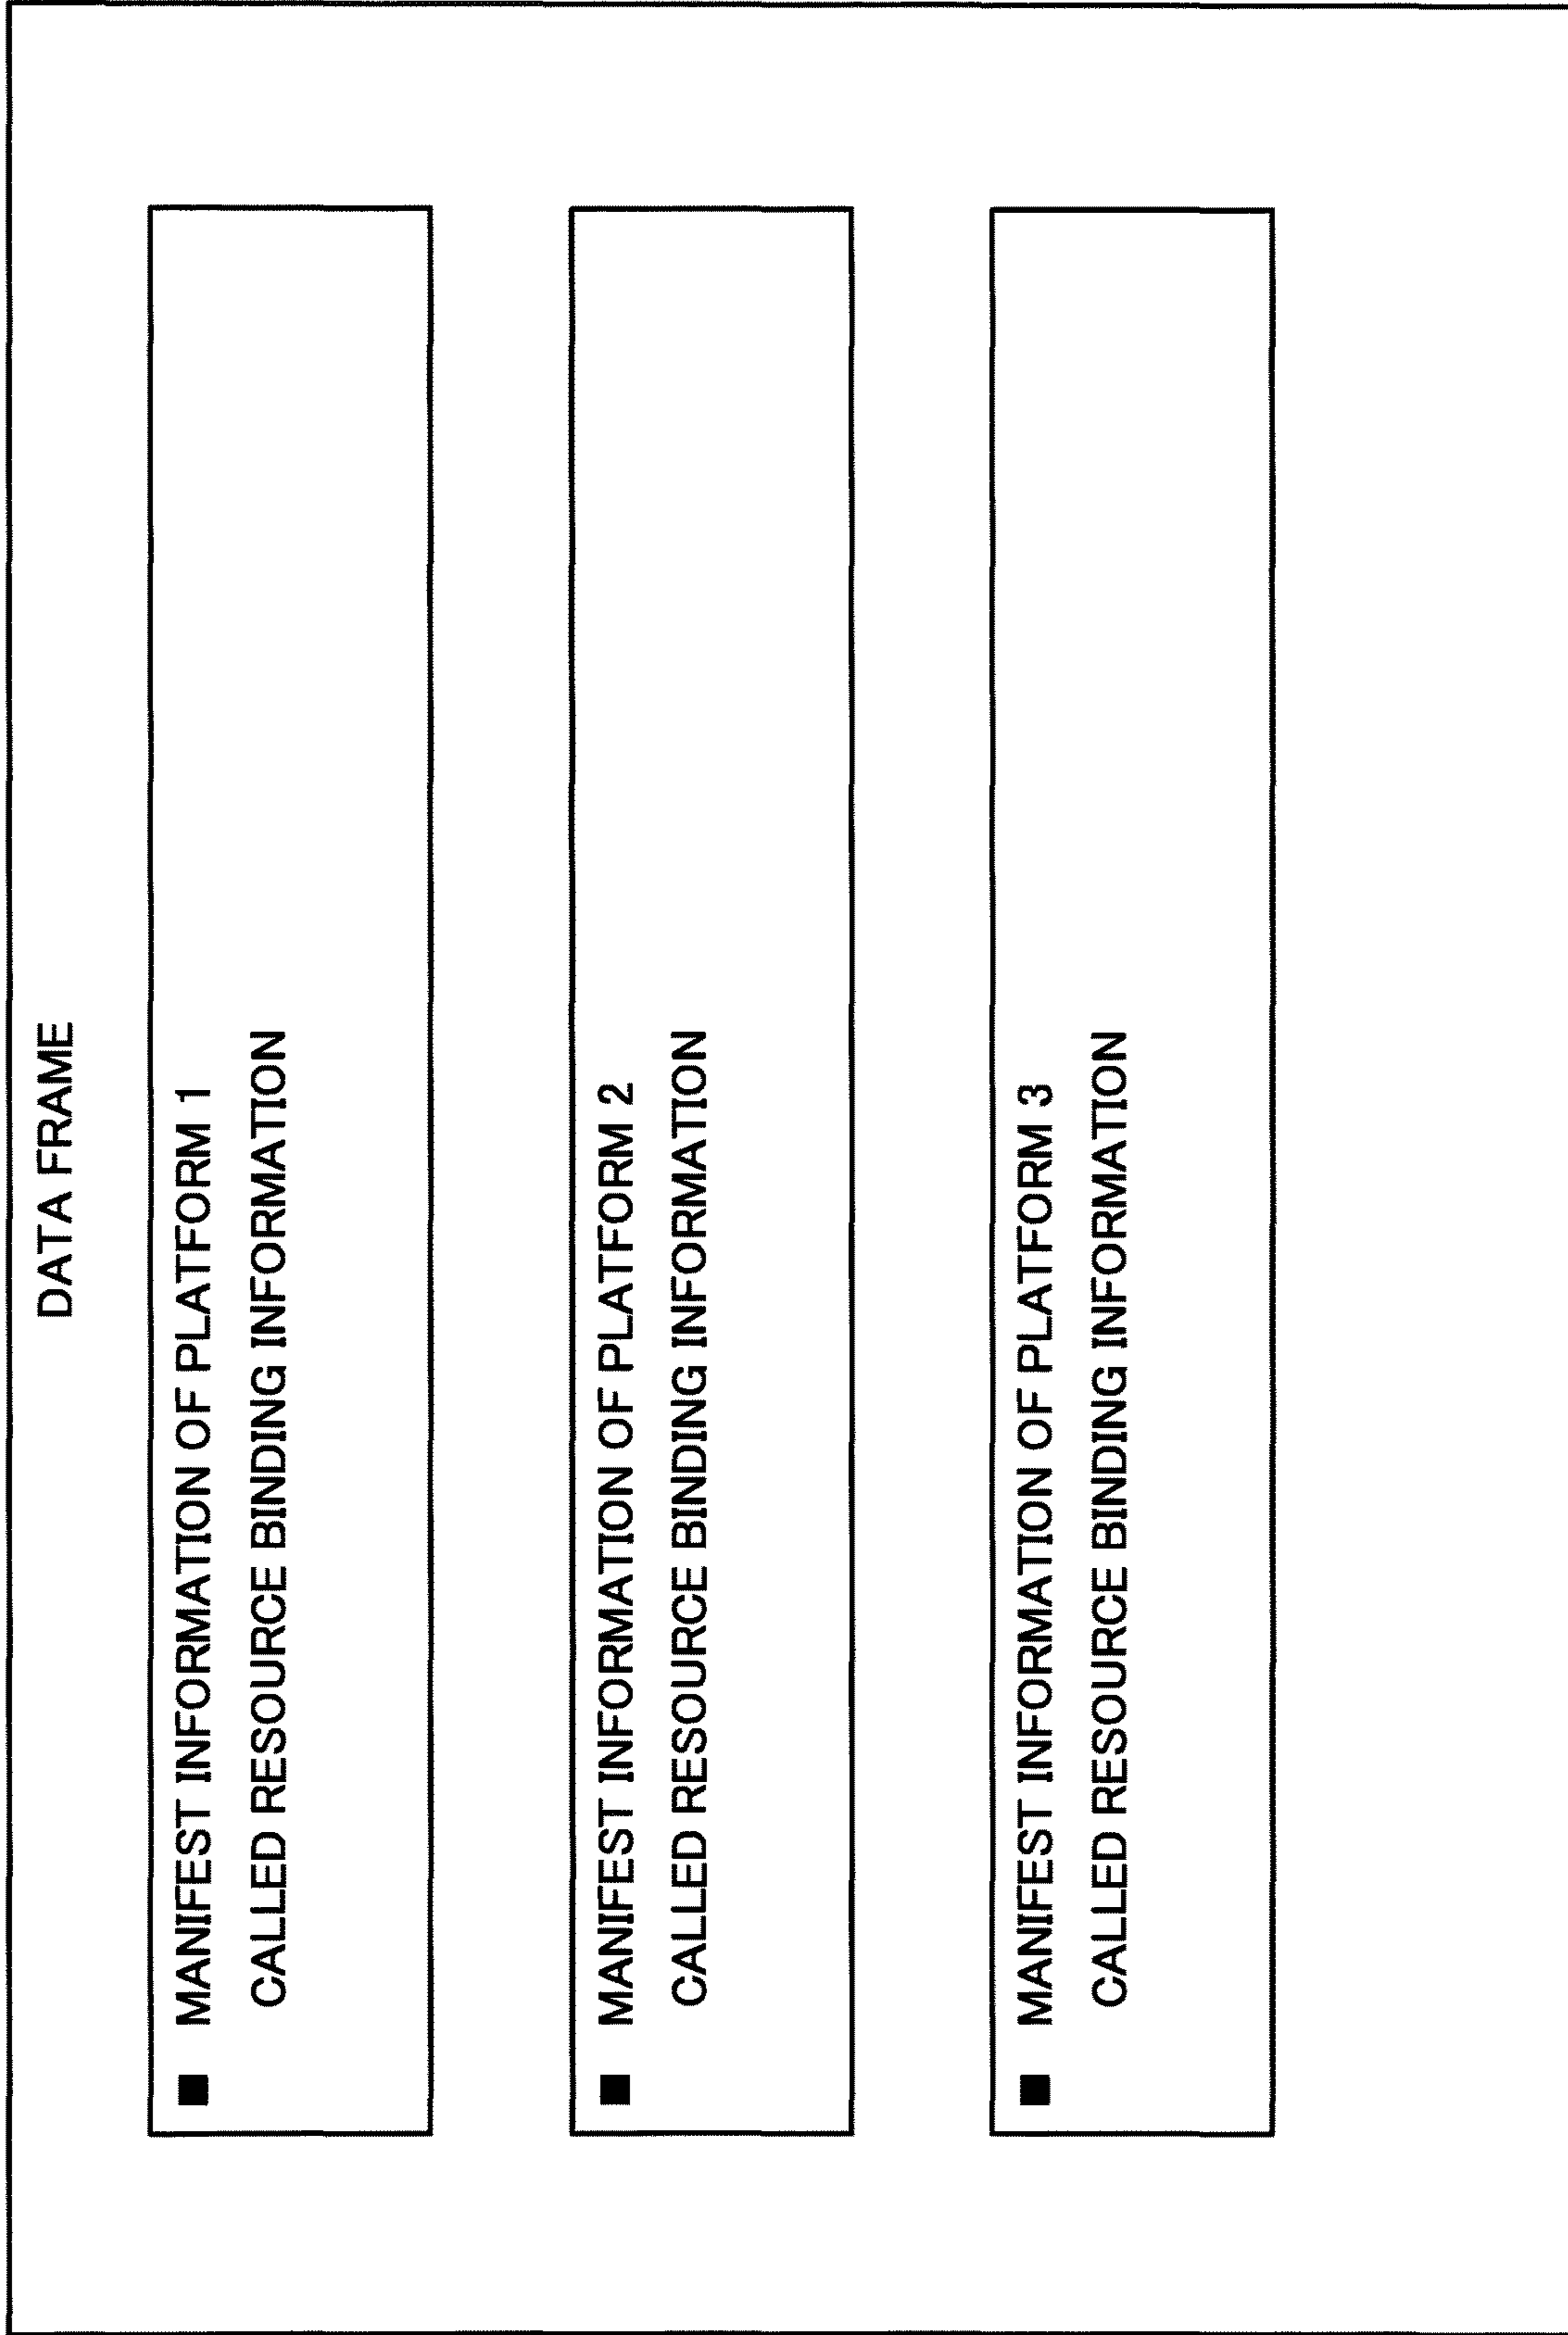 DATA FRAME
■ MANIFEST INFORMATION OF PLATFORM 1
CALLED RESOURCE BINDING INFORMATION
■ MANIFEST INFORMATION OF PLATFORM 2
CALLED RESOURCE BINDING INFORMATION
■ MANIFEST INFORMATION OF PLATFORM 3
CALLED RESOURCE BINDING INFORMATION